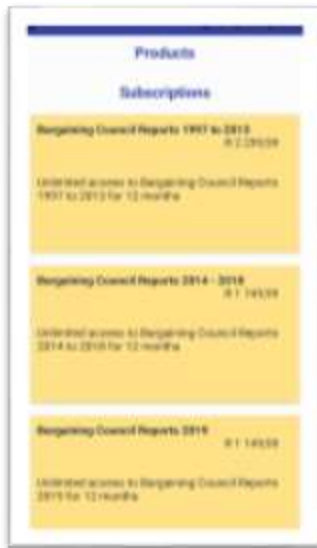 Products
Subscriptions
Bargaining Council Reports 1997 to 2013
Unlimited access to Bargaining Council Reports
1997 to 2013 for 12 months
Bargaining Council Reports 2014 - 2018
Unlimited access to Bargaining Council Reports
2014 to 2018 for 12 months
Bargaining Council Reports 2019
Unlimited access to Bargaining Council Reports
2019 for 12 months